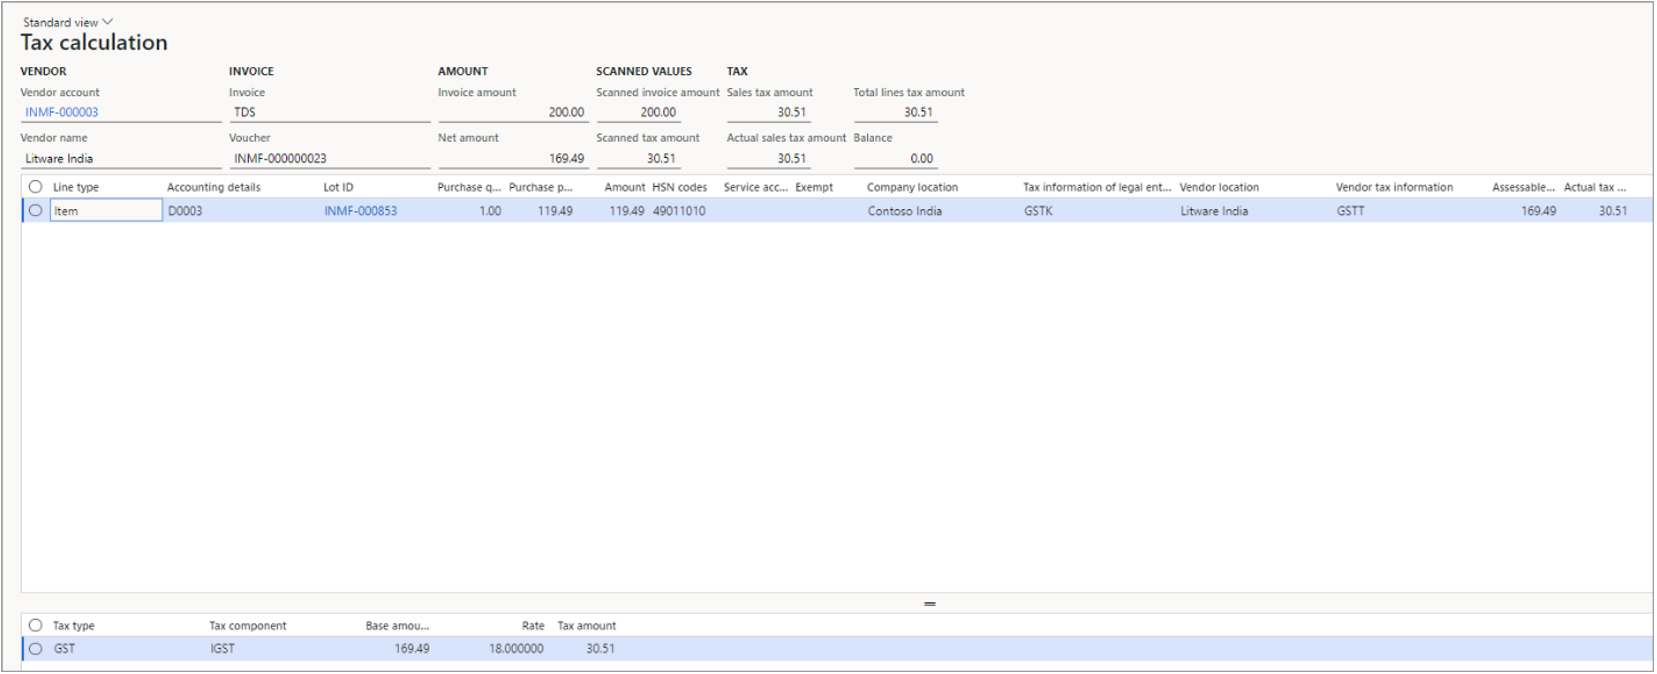 Standard view
Tax calculation
VENDOR INVOICE AMOUNT SCANNED VALUES TAX
Vendor account Invoice Invoice amount Scanned invoice amount Sales tax amount Total lines tax amount
INMF-000003 TDS 200.00 200.00 30.51 30.51
Vendor name Voucher Net amount Scanned tax amount Actual sales tax amount Balance
Litware India INMF-000000023 169.49 30.51 30.51 0.00
Line type Accounting details Lot ID Purchase q... Purchase p... Amount HSN codes Service acc... Exempt Company location Tax information of legal ent... Vendor location Vendor tax information Assessable... Actual tax ...
Item D0003 INMF-000853 1.00 119.49 119.49 49011010 Contoso India GSTK Litware India GSTT 169.49 30.51
Tax type Tax component Base amou... Rate Tax amount
GST IGST 169.49 18.000000 30.51